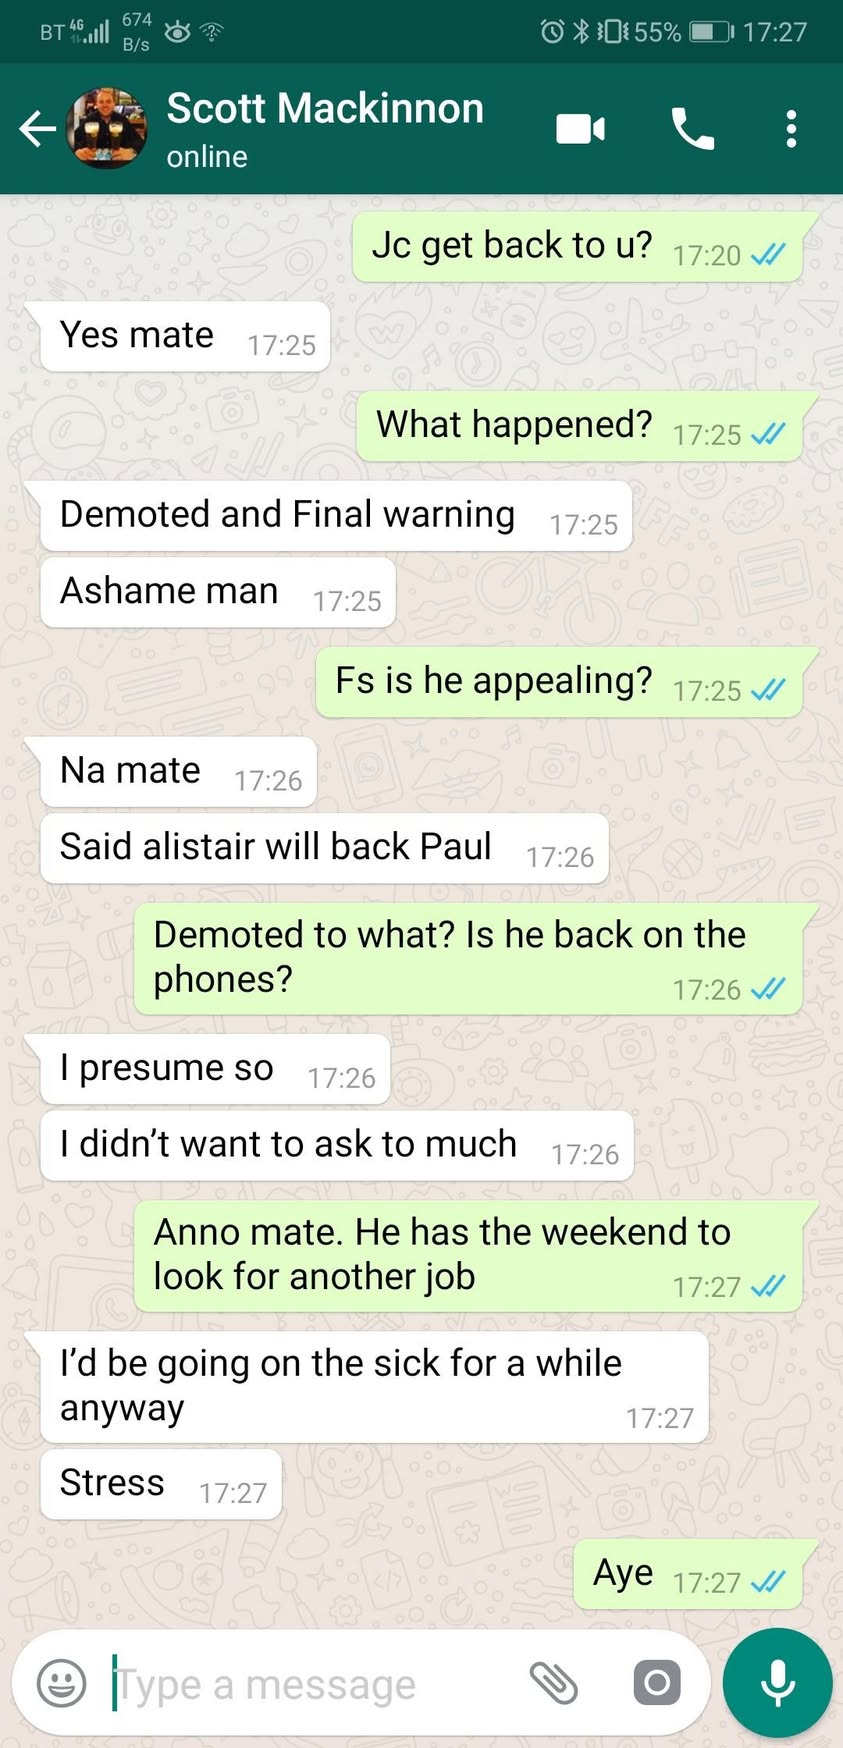 BT 4G 674 B/s 55% 17:27
Scott Mackinnon
online
Jc get back to u? 17:20
Yes mate 17:25
What happened? 17:25
Demoted and Final warning 17:25
Ashame man 17:25
Fs is he appealing? 17:25
Na mate 17:26
Said alistair will back Paul 17:26
Demoted to what? Is he back on the
phones? 17:26
I presume so 17:26
I didn’t want to ask to much 17:26
Anno mate. He has the weekend to
look for another job 17:27
I’d be going on the sick for a while
anyway 17:27
Stress 17:27
Aye 17:27
Type a message